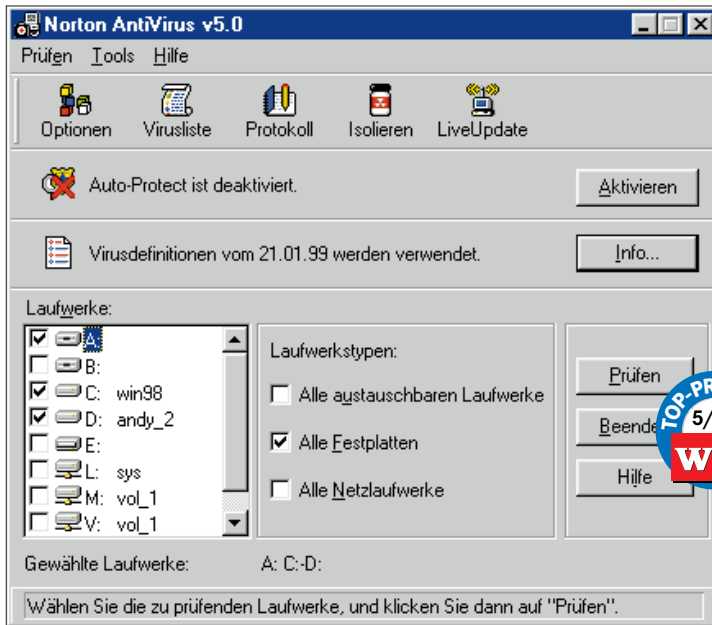 Norton AntiVirus v5.0
Prüfen Tools Hilfe
Optionen Virusliste Protokoll Isolieren LiveUpdate
Auto-Protect ist deaktiviert. Aktivieren
Virusdefinitionen vom 21.01.99 werden verwendet. Info...
Laufwerke:
A:
B:
C: win98
D: andy_2
E:
L: sys
M: vol_1
V: vol_1
Laufwerkstypen:
Alle austauschbaren Laufwerke
Alle Festplatten
Alle Netzlaufwerke
Prüfen
Hilfe
5/
Gewählte Laufwerke: A: C:-D:
Wählen Sie die zu prüfenden Laufwerke, und klicken Sie dann auf "Prüfen".